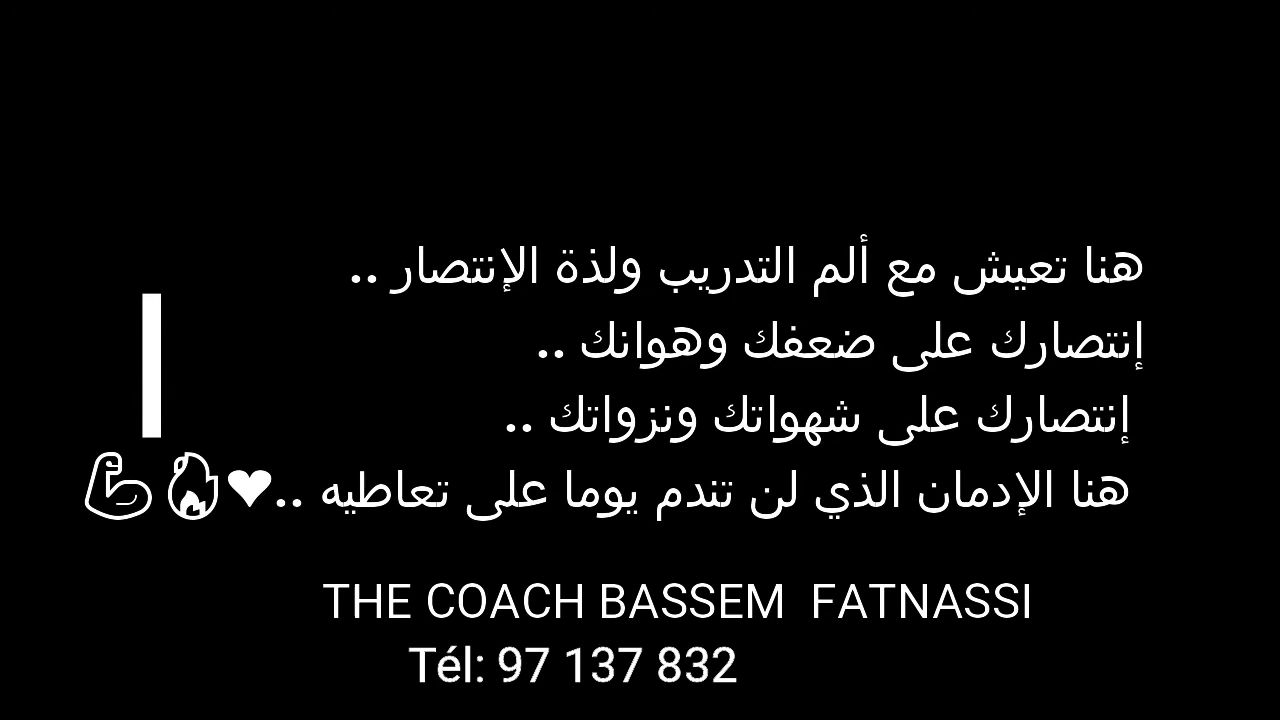 هنا تعيش مع ألم التدريب ولذة الإنتصار ..
إنتصارك على ضعفك وهوانك ..
إنتصارك على شهواتك ونزواتك ..
هنا الإدمان الذي لن تندم يوما على تعاطيه ..♥🔥💪
THE COACH BASSEM FATNASSI
Tél: 97 137 832